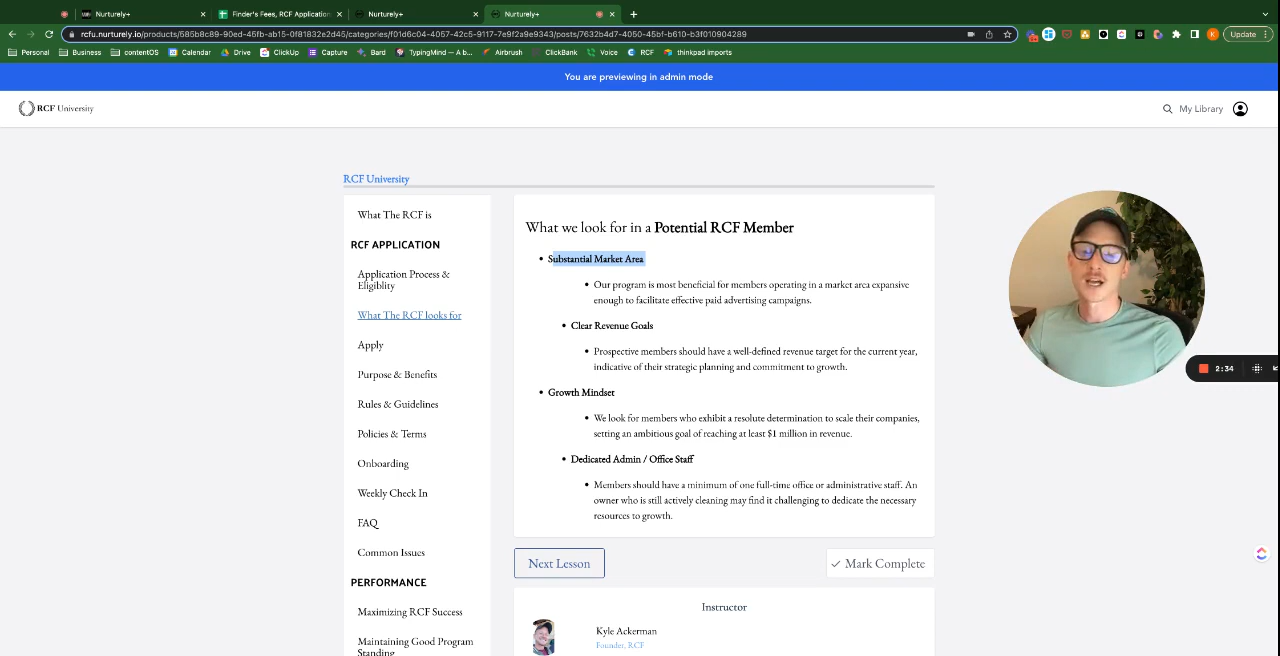 Nurturely+
Finder's Fees, RCF Application
Nurturely+
Nurturely+
rcfu.nurturely.io/products/585b8c89-90ed-45fb-ab15-0f81832e2d45/categories/f01d6c04-4057-42c5-9117-7e9f2a9e9343/posts/7632b4d7-4050-45bf-b610-b3f010904289
Update
Personal
Business
contentOS
Calendar
Drive
ClickUp
Capture
Bard
TypingMind — A b...
Airbrush
ClickBank
Voice
RCF
thinkpad imports
You are previewing in admin mode
RCF University
My Library
RCF University
What The RCF is
RCF APPLICATION
Application Process &
Eligiblity
What The RCF looks for
Apply
Purpose & Benefits
Rules & Guidelines
Policies & Terms
Onboarding
Weekly Check In
FAQ
Common Issues
PERFORMANCE
Maximizing RCF Success
Maintaining Good Program
Standing
What we look for in a Potential RCF Member
• Substantial Market Area
• Our program is most beneficial for members operating in a market area expansive
enough to facilitate effective paid advertising campaigns.
• Clear Revenue Goals
• Prospective members should have a well-defined revenue target for the current year,
indicative of their strategic planning and commitment to growth.
• Growth Mindset
• We look for members who exhibit a resolute determination to scale their companies,
setting an ambitious goal of reaching at least $1 million in revenue.
• Dedicated Admin / Office Staff
• Members should have a minimum of one full-time office or administrative staff. An
owner who is still actively cleaning may find it challenging to dedicate the necessary
resources to growth.
Next Lesson
Mark Complete
Instructor
Kyle Ackerman
Founder, RCF
2:34